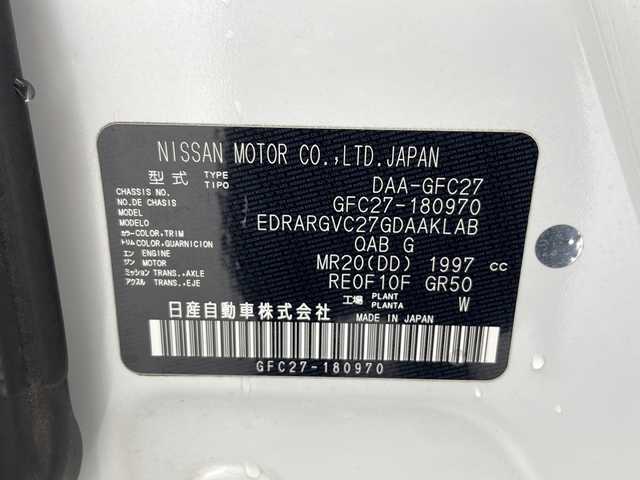 NISSAN MOTOR CO.,LTD.JAPAN
型式 TYPE TIPO DAA-GFC27
CHASSIS NO. NO.DE CHASSIS GFC27-180970
MODEL MODELO EDRARGVC27GDAAKLAB
カラー COLOR,TRIM トリム COLOR,GUARNICION QAB G
エン ENGINE ジン MOTOR MR20(DD) 1997 cc
ミッション TRANS.,AXLE アクスル TRANS.,EJE RE0F10F GR50
工場 PLANT PLANTA W
日産自動車株式会社 MADE IN JAPAN
GFC27-180970